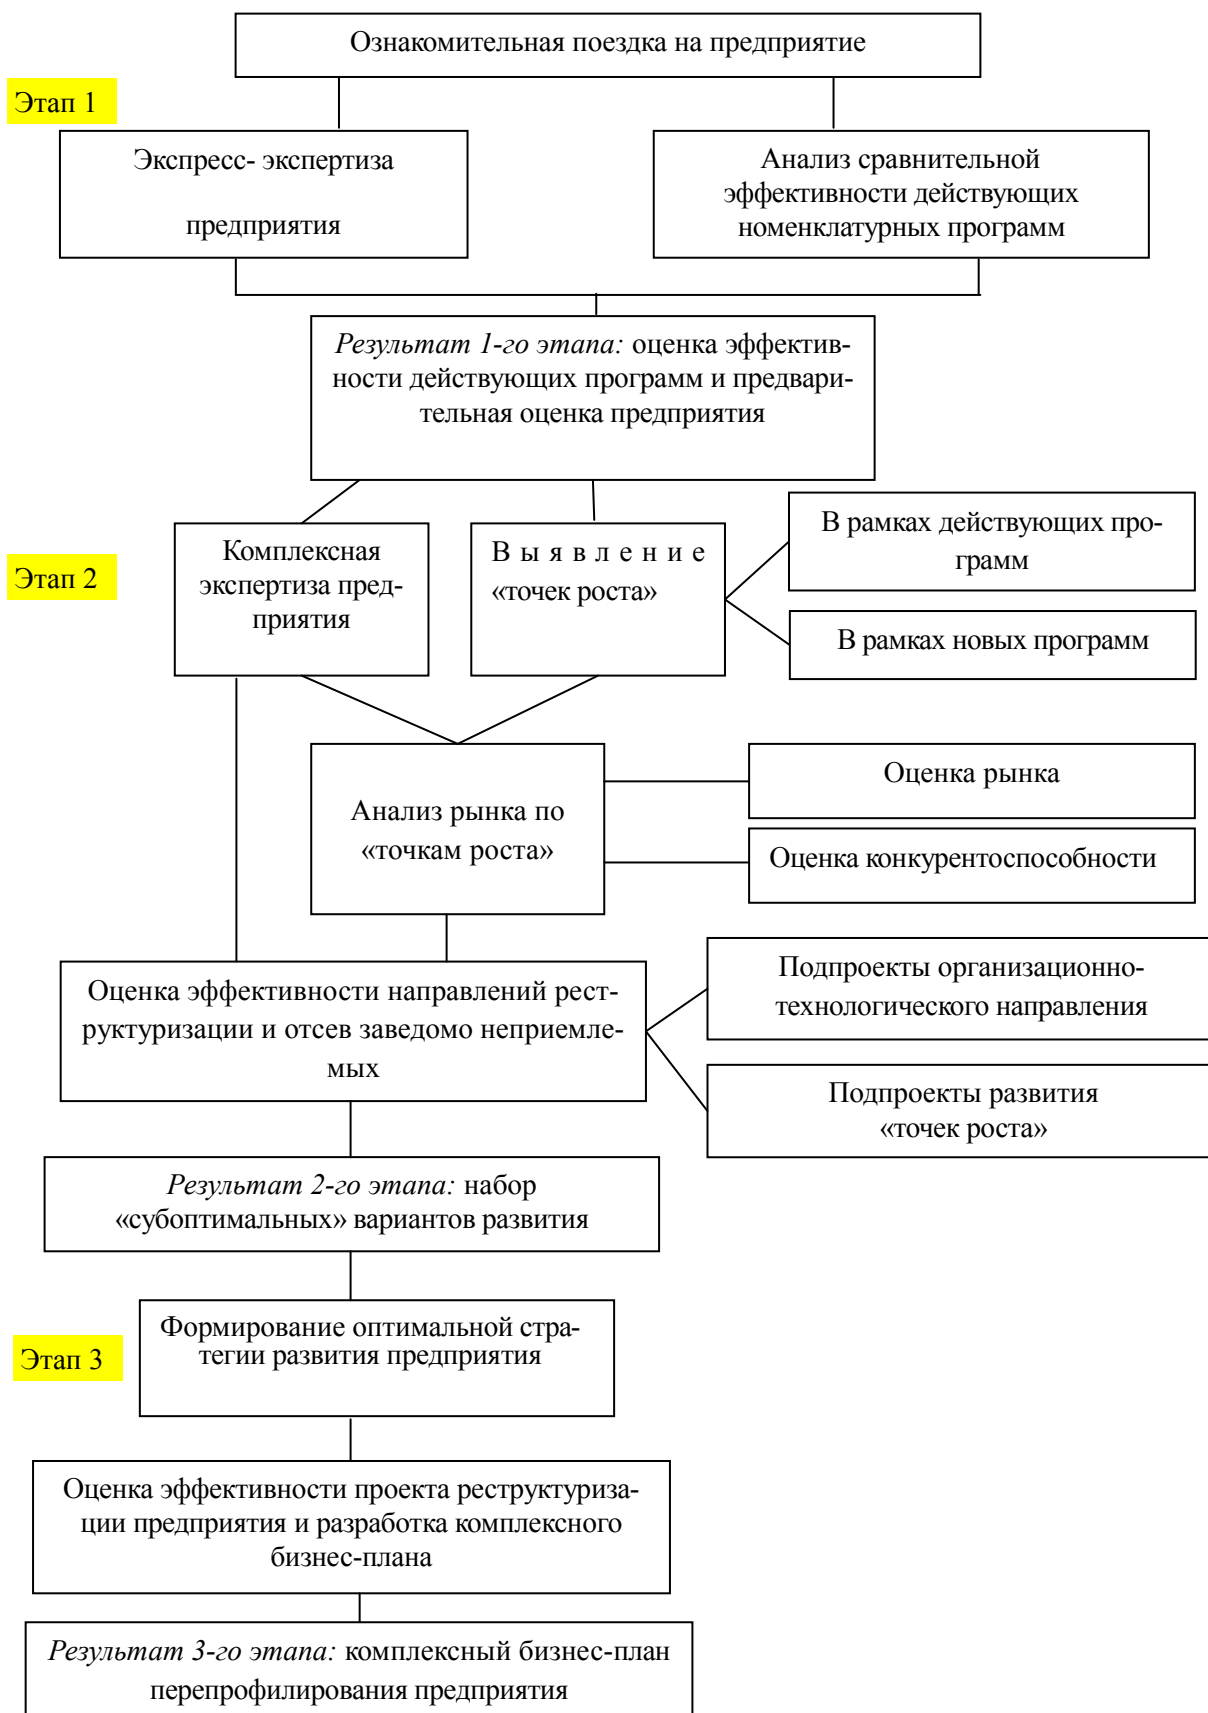 Ознакомительная поездка на предприятие
Этап 1
Экспресс- экспертиза
предприятия
Анализ сравнительной
эффективности действующих
номенклатурных программ
Результат 1-го этапа: оценка эффектив-
ности действующих программ и предвари-
тельная оценка предприятия
Этап 2
Комплексная
экспертиза пред-
приятия
Выявление
«точек роста»
В рамках действующих про-
грамм
В рамках новых программ
Анализ рынка по
«точкам роста»
Оценка рынка
Оценка конкурентоспособности
Оценка эффективности направлений рест-
руктуризации и отсев заведомо неприемле-
мых
Подпроекты организационно-
технологического направления
Подпроекты развития
«точек роста»
Результат 2-го этапа: набор
«субоптимальных» вариантов развития
Этап 3
Формирование оптимальной стра-
тегии развития предприятия
Оценка эффективности проекта реструктуриза-
ции предприятия и разработка комплексного
бизнес-плана
Результат 3-го этапа: комплексный бизнес-план
перепрофилирования предприятия